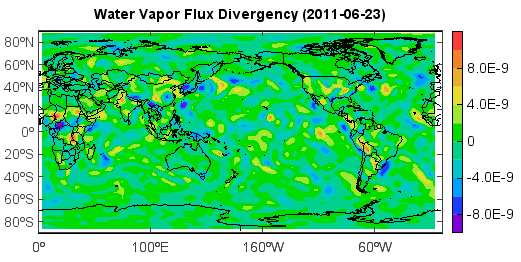 Water Vapor Flux Divergency (2011-06-23)
80ºN
60ºN
40ºN
20ºN
0º
20ºS
40ºS
60ºS
80ºS
0º 100ºE 160ºW 60ºW
8.0E-9
4.0E-9
0
-4.0E-9
-8.0E-9